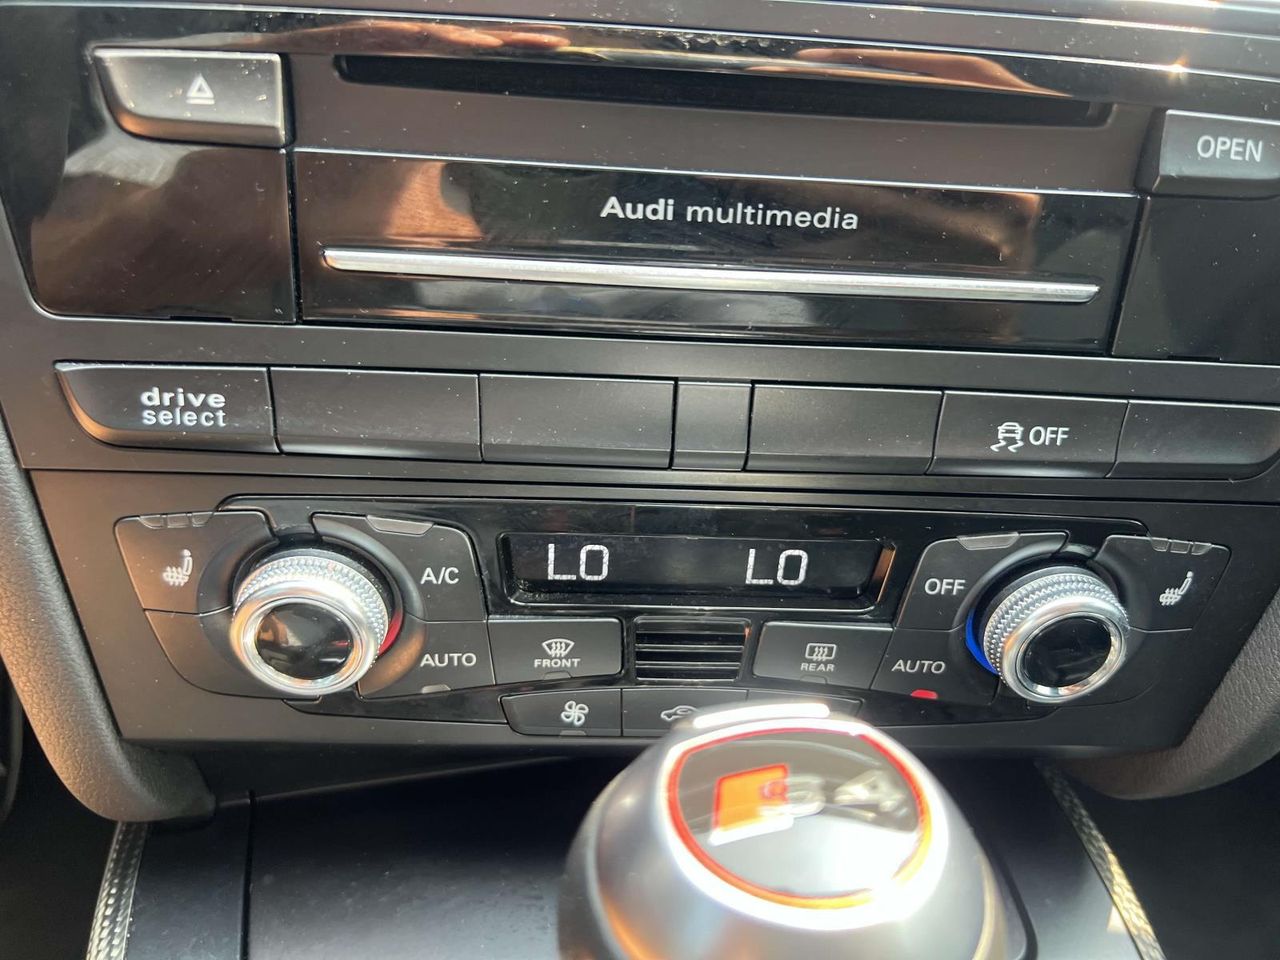 OPEN
Audi multimedia
drive
select
OFF
LO
LO
A/C
OFF
FRONT
REAR
AUTO
AUTO